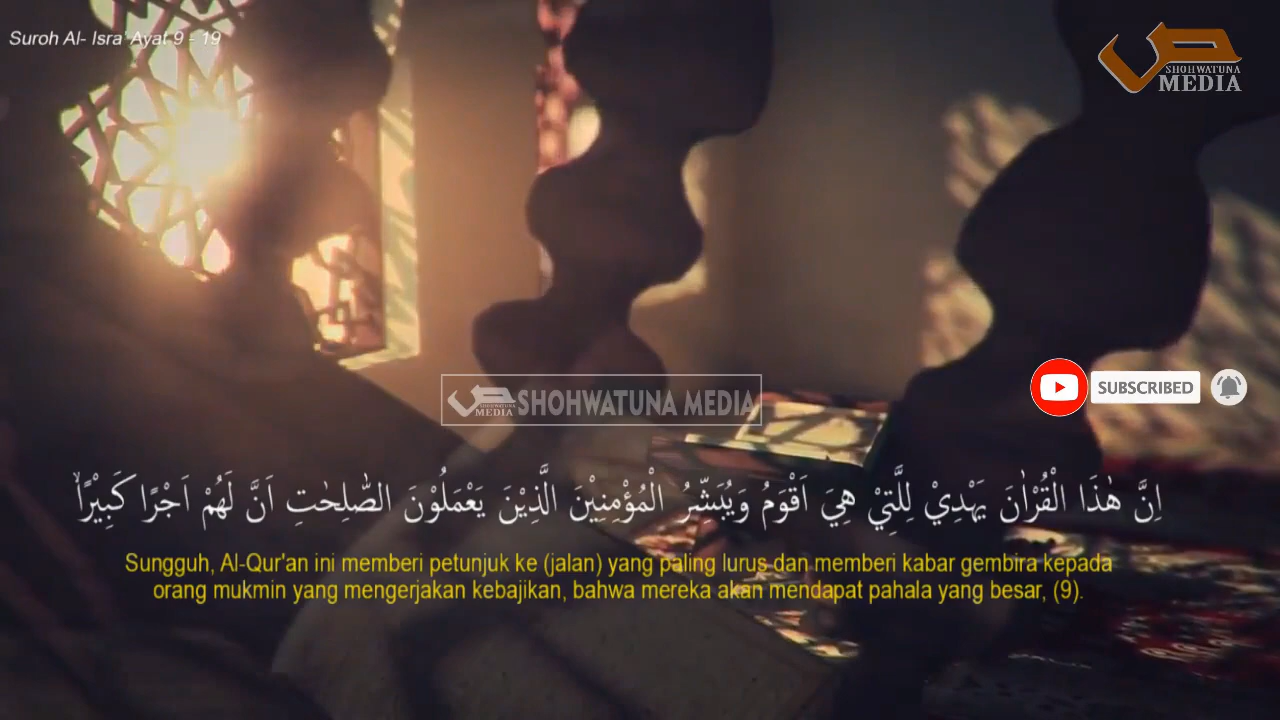 Suroh Al- Isra' Ayat 9 - 19
SHOHWATUNA
MEDIA
SUBSCRIBED
SHOHWATUNA
MEDIA
SHOHWATUNA MEDIA
اِنَّ هٰذَا الْقُرْاٰنَ يَهْدِيْ لِلَّتِيْ هِيَ اَقْوَمُ وَيُبَشِّرُ الْمُؤْمِنِيْنَ الَّذِيْنَ يَعْمَلُوْنَ الصّٰلِحٰتِ اَنَّ لَهُمْ اَجْرًا كَبِيْرًاۙ
Sungguh, Al-Qur'an ini memberi petunjuk ke (jalan) yang paling lurus dan memberi kabar gembira kepada
orang mukmin yang mengerjakan kebajikan, bahwa mereka akan mendapat pahala yang besar, (9).